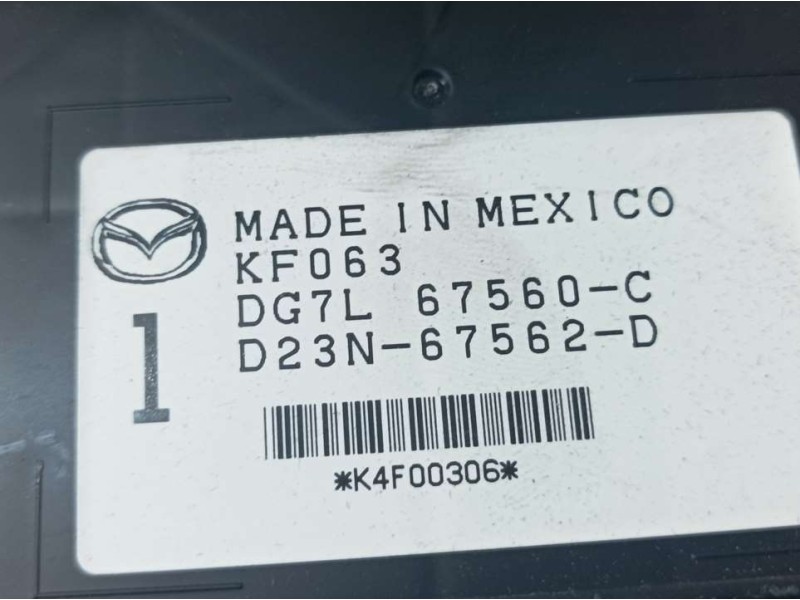 MADE IN MEXICO
KF063
DG7L 67560-C
1
D23N-67562-D
*K4F00306*